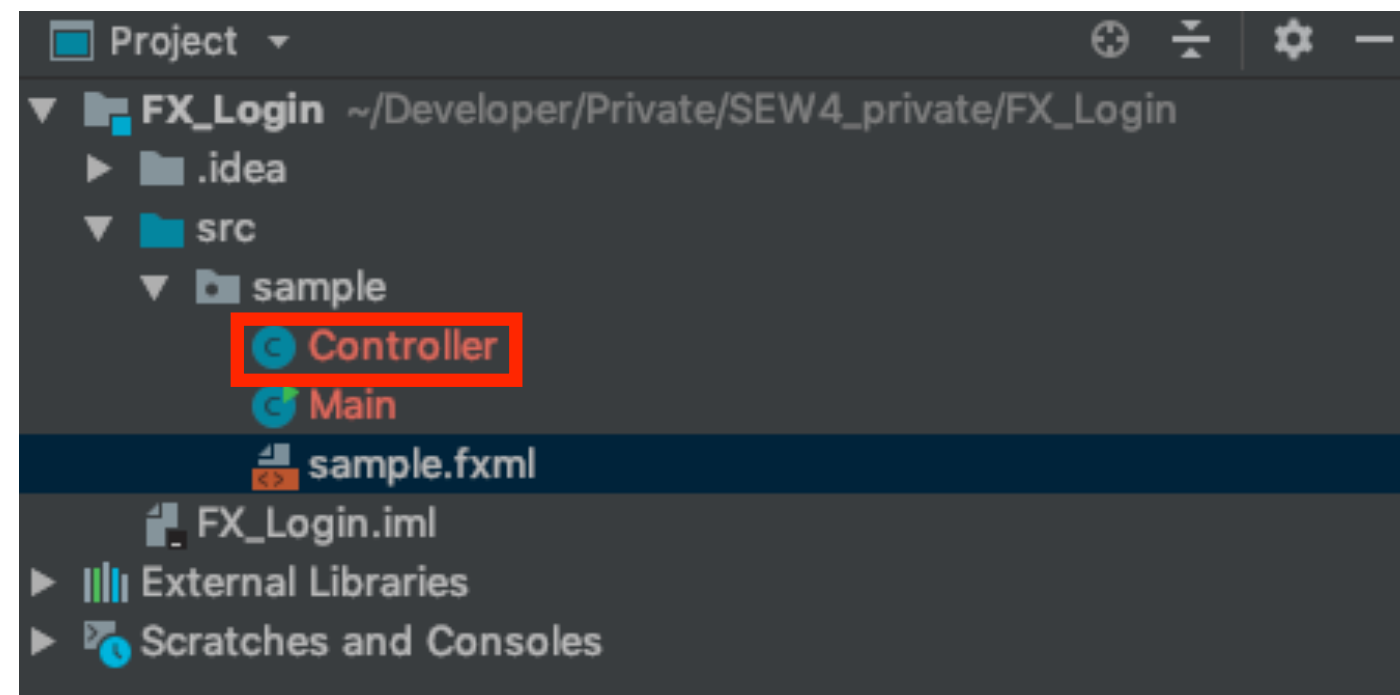 Project
FX_Login ~/Developer/Private/SEW4_private/FX_Login
.idea
src
sample
Controller
Main
sample.fxml
FX_Login.iml
External Libraries
Scratches and Consoles